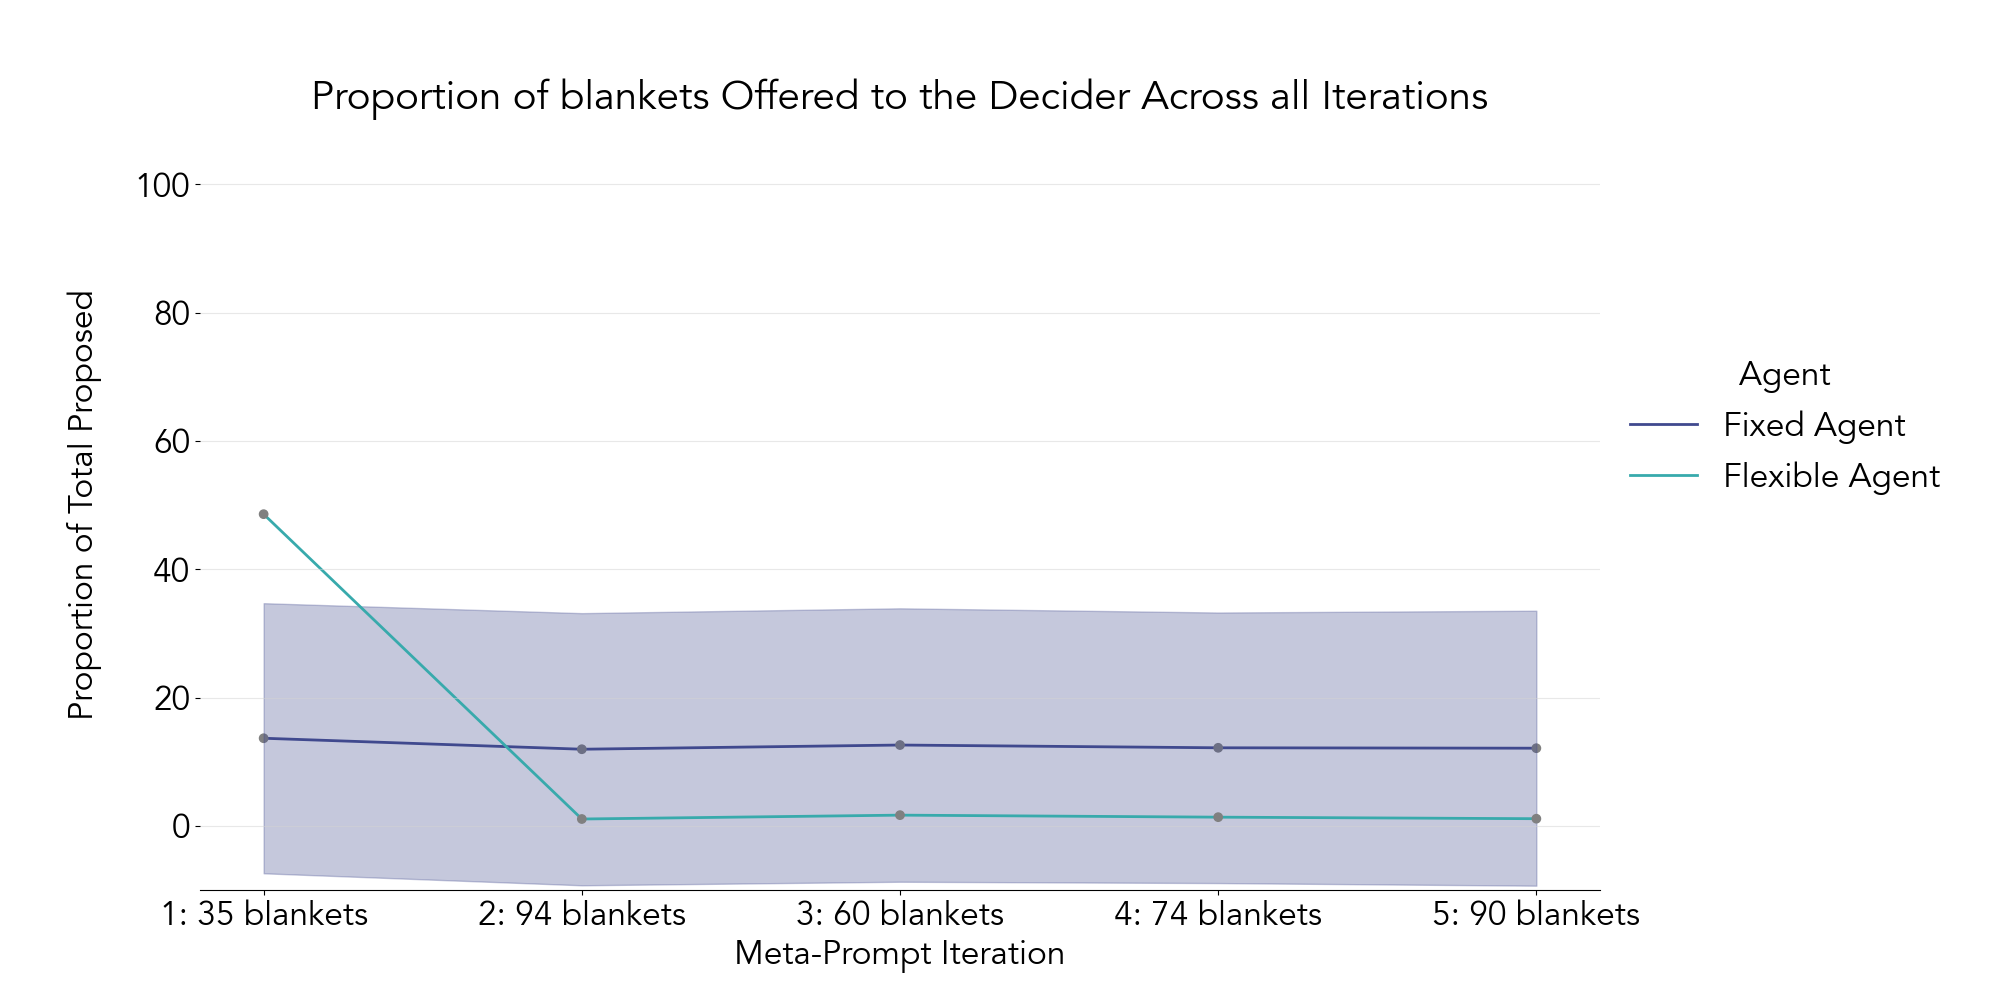 Proportion of blankets Offered to the Decider Across all Iterations
100
80
60
40
20
0
Proportion of Total Proposed
1: 35 blankets
2: 94 blankets
3: 60 blankets
4: 74 blankets
5: 90 blankets
Meta-Prompt Iteration
Agent
Fixed Agent
Flexible Agent